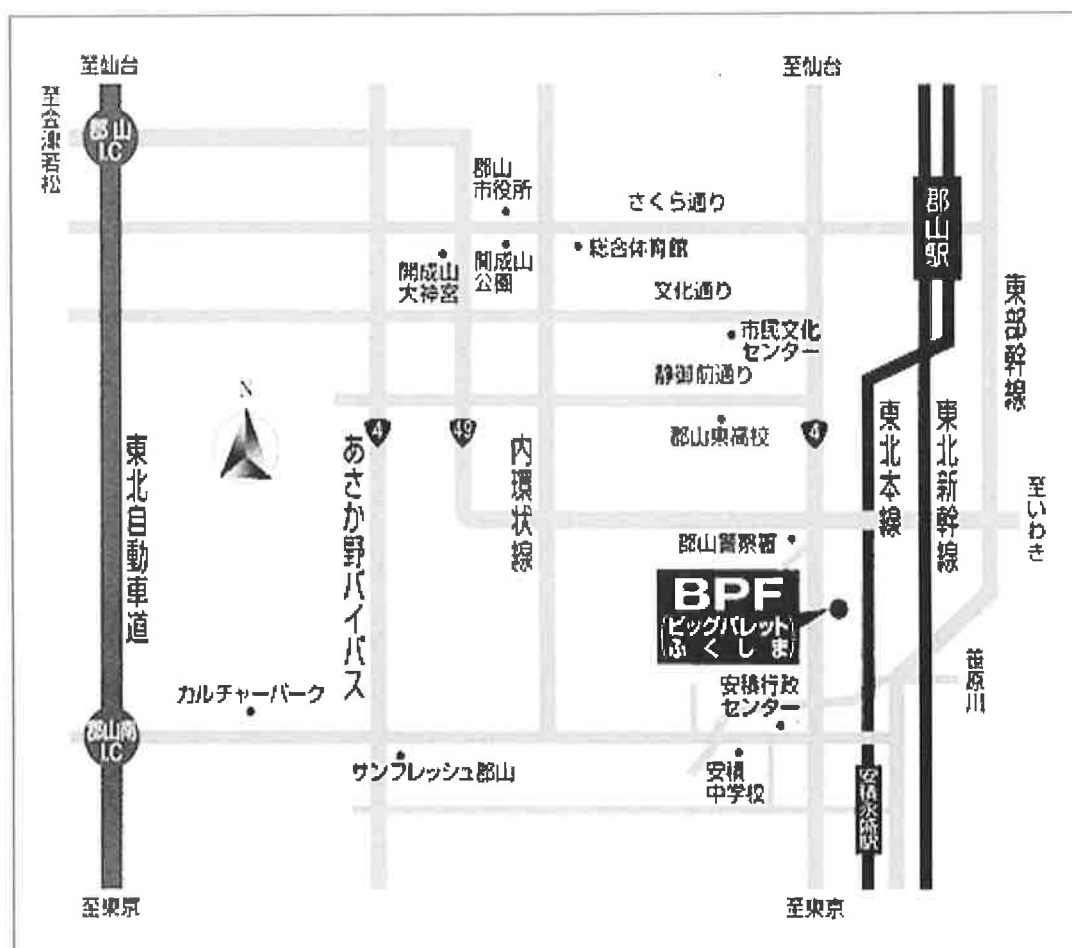 至仙台
至仙台
至会津若松
郡山
I.C
郡山
市役所
さくら通り
郡山駅
総合体育館
開成山
大神宮
開成山
公園
文化通り
東部幹線
市民文化
センター
静御前通り
N
4
49
4
郡山東高校
東北自動車道
あさか野バイパス
内環状線
東北本線
東北新幹線
至いわき
郡山警察署
BPF
(ビッグパレット
ふくしま)
笹原川
カルチャーパーク
安積行政
センター
郡山南
I.C
サンフレッシュ郡山
安積
中学校
安積永盛駅
至東京
至東京